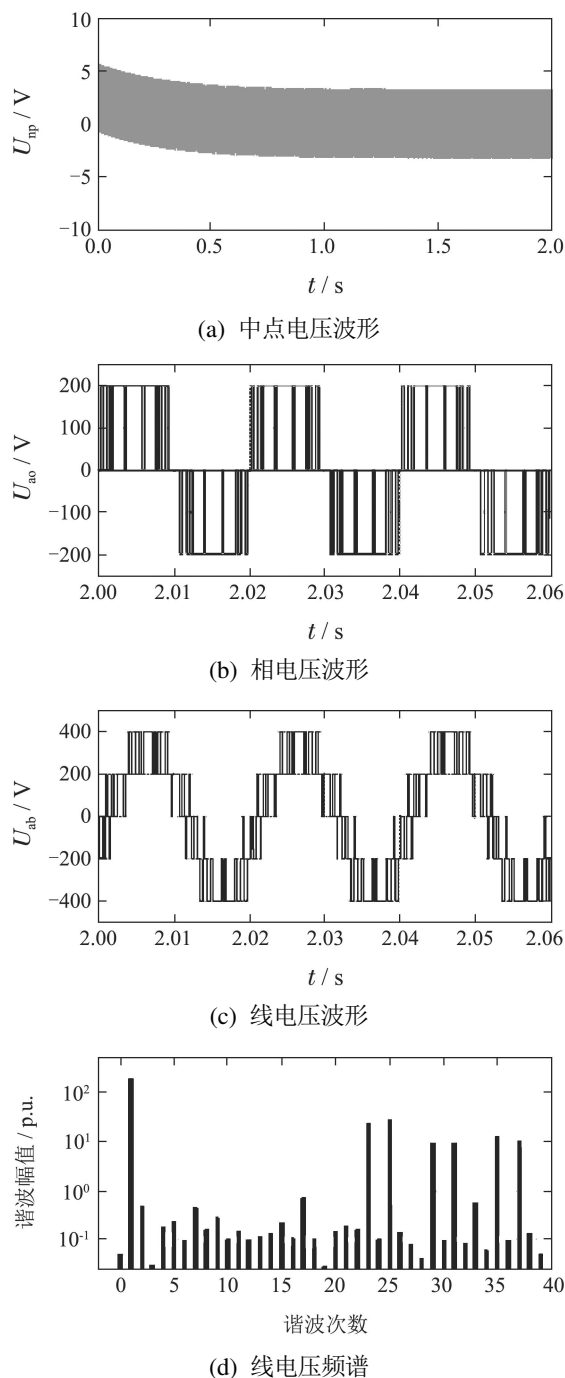 10
5
0
−5
−10
U_np / V
0.0 0.5 1.0 1.5 2.0
t / s
(a) 中点电压波形
200
100
0
−100
−200
U_ao / V
2.00 2.01 2.02 2.03 2.04 2.05 2.06
t / s
(b) 相电压波形
400
200
0
−200
−400
U_ab / V
2.00 2.01 2.02 2.03 2.04 2.05 2.06
t / s
(c) 线电压波形
10²
10¹
10⁰
10⁻¹
谐波幅值 / p.u.
0 5 10 15 20 25 30 35 40
谐波次数
(d) 线电压频谱